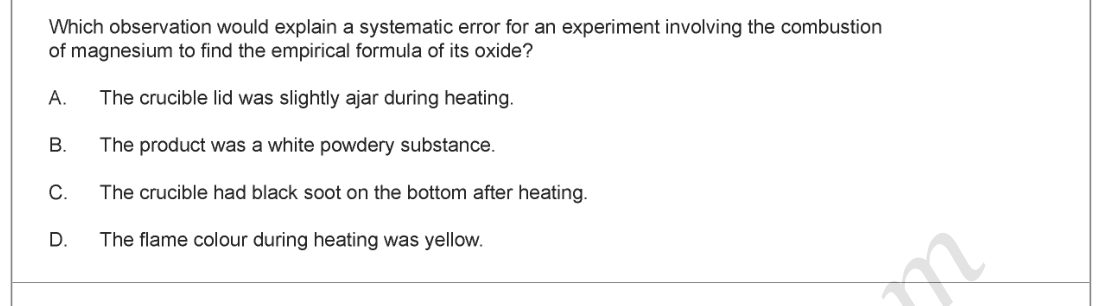 Which observation would explain a systematic error for an experiment involving the combustion
of magnesium to find the empirical formula of its oxide?
A. The crucible lid was slightly ajar during heating.
B. The product was a white powdery substance.
C. The crucible had black soot on the bottom after heating.
D. The flame colour during heating was yellow.
m